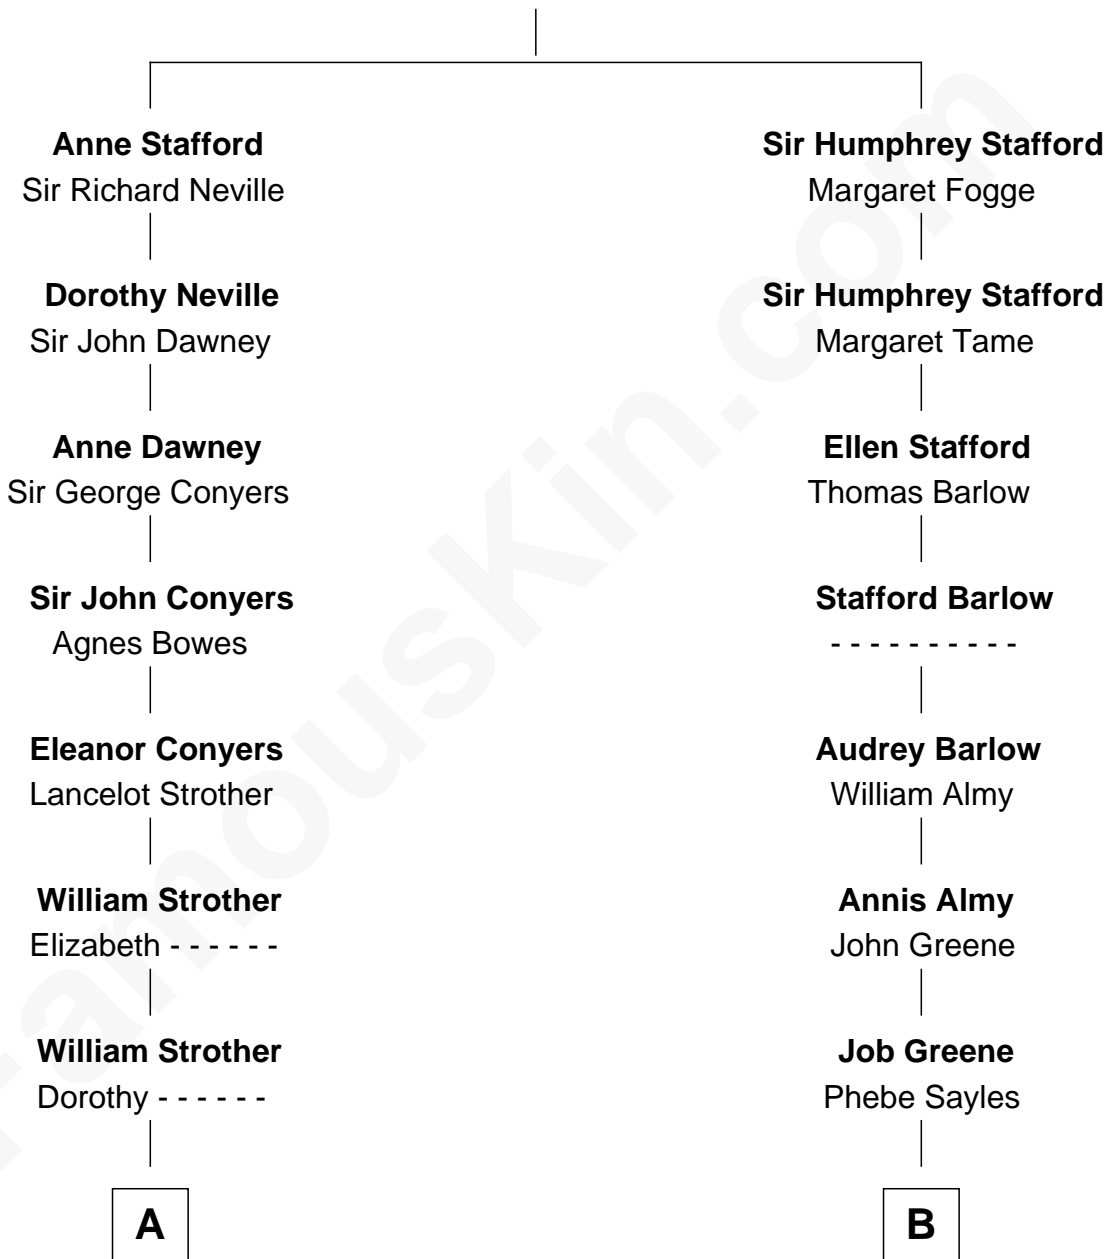 Anne Stafford
Sir Richard Neville
Dorothy Neville
Sir John Dawney
Anne Dawney
Sir George Conyers
Sir John Conyers
Agnes Bowes
Eleanor Conyers
Lancelot Strother
William Strother
Elizabeth - - - - - -
William Strother
Dorothy - - - - - -
A
Sir Humphrey Stafford
Margaret Fogge
Sir Humphrey Stafford
Margaret Tame
Ellen Stafford
Thomas Barlow
Stafford Barlow
- - - - - - - - - -
Audrey Barlow
William Almy
Annis Almy
John Greene
Job Greene
Phebe Sayles
B
FamousKin.com